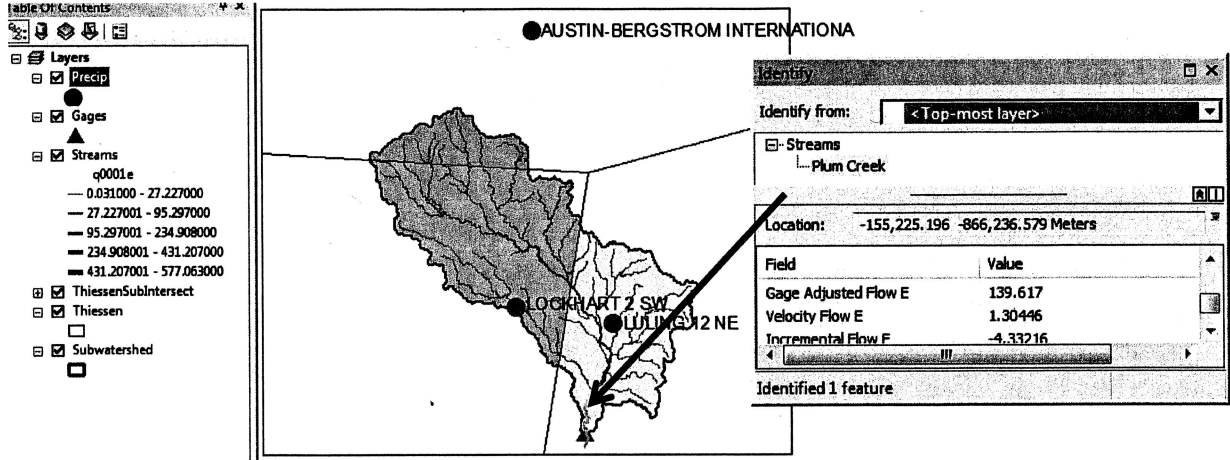 Table Of Contents
Layers
Precip
Gages
Streams
q0001e
0.031000 - 27.227000
27.227001 - 95.297000
95.297001 - 234.908000
234.908001 - 431.207000
431.207001 - 577.063000
ThiessenSubIntersect
Thiessen
Subwatershed
AUSTIN-BERGSTROM INTERNATIONA
LOCKHART 2 SW
LULING 12 NE
Identify
Identify from: <Top-most layer>
Streams
Plum Creek
Location: -155,225.196 -866,236.579 Meters
Field Value
Gage Adjusted Flow E 139.617
Velocity Flow E 1.30446
Incremental Flow E -4.33216
Identified 1 feature